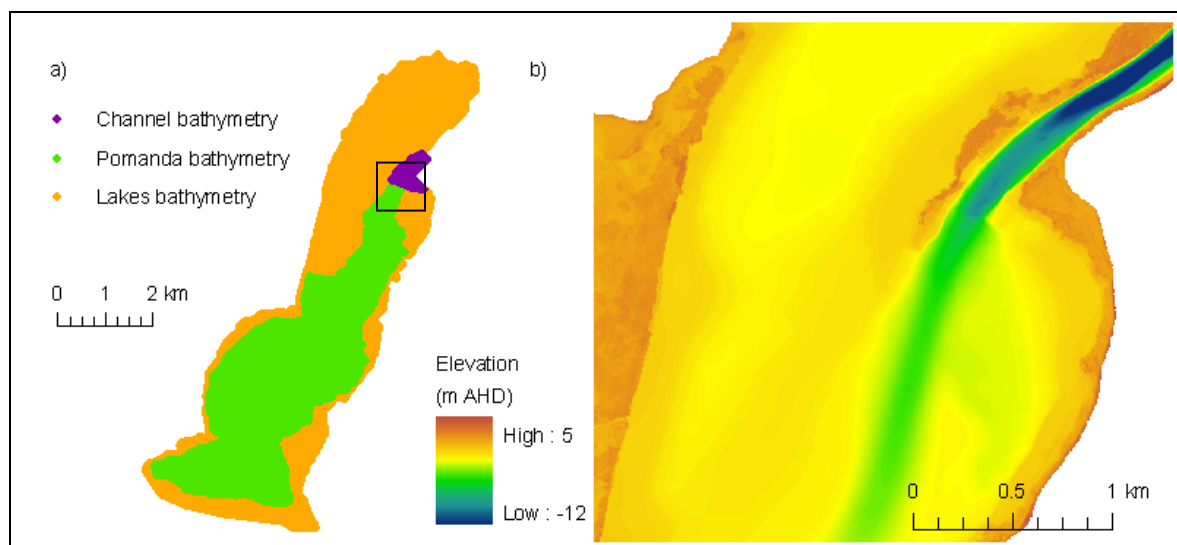 a)
Channel bathymetry
Pomanda bathymetry
Lakes bathymetry
0 1 2 km
Elevation
(m AHD)
High : 5
Low : -12
b)
0 0.5 1 km